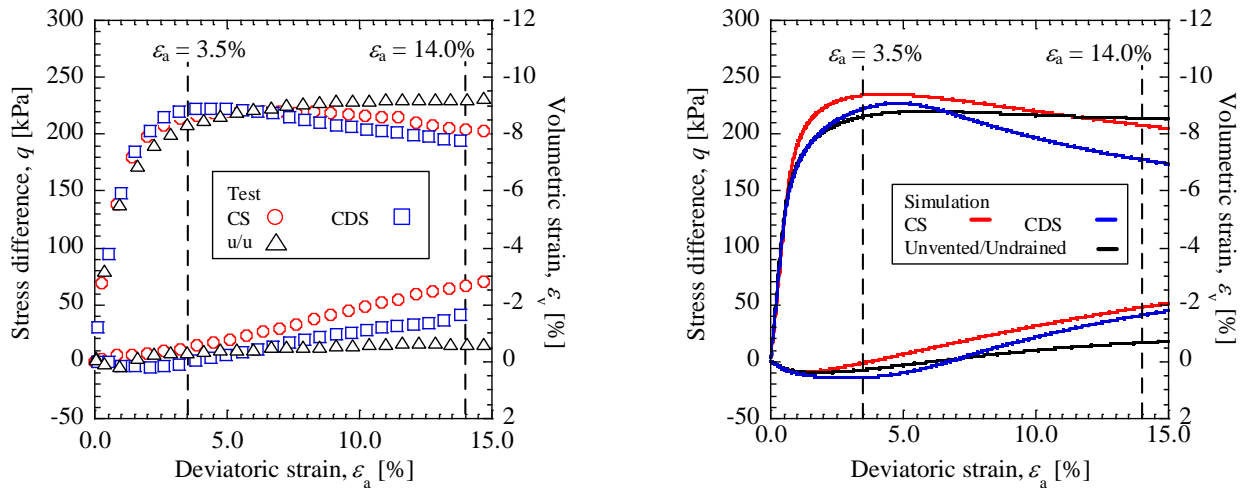 300
250
200
150
100
50
0
-50
Stress difference, q [kPa]
0.0
5.0
10.0
15.0
Deviatoric strain, εa [%]
-12
-10
-8
-6
-4
-2
0
2
Volumetric strain, εv [%]
εa = 3.5%
εa = 14.0%
Test
CS CDS
u/u
300
250
200
150
100
50
0
-50
Stress difference, q [kPa]
0.0
5.0
10.0
15.0
Deviatoric strain, εa [%]
-12
-10
-8
-6
-4
-2
0
2
Volumetric strain, εv [%]
εa = 3.5%
εa = 14.0%
Simulation
CS CDS
Unvented/Undrained